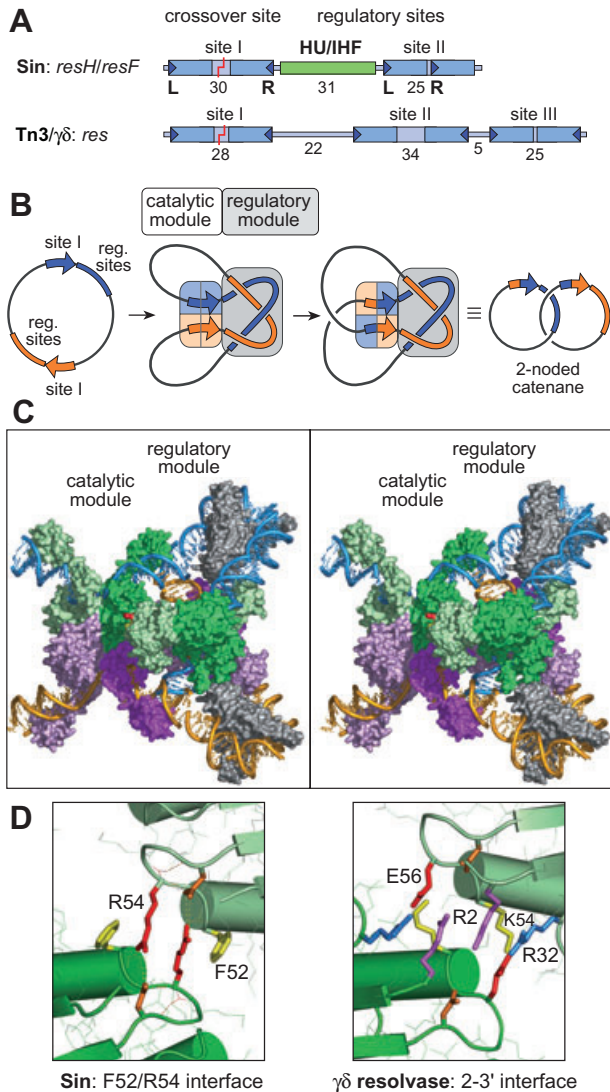 A
crossover site regulatory sites
site I HU/IHF site II
Sin: resH/resF
L 30 R 31 L 25 R
site I site II site III
Tn3/γδ: res
28 22 34 5 25
B
catalytic module
regulatory module
site I
reg. sites
reg. sites
site I
≡
2-noded catenane
C
regulatory module
catalytic module
regulatory module
catalytic module
D
R54
F52
E56
R2
K54
R32
Sin: F52/R54 interface
γδ resolvase: 2-3' interface